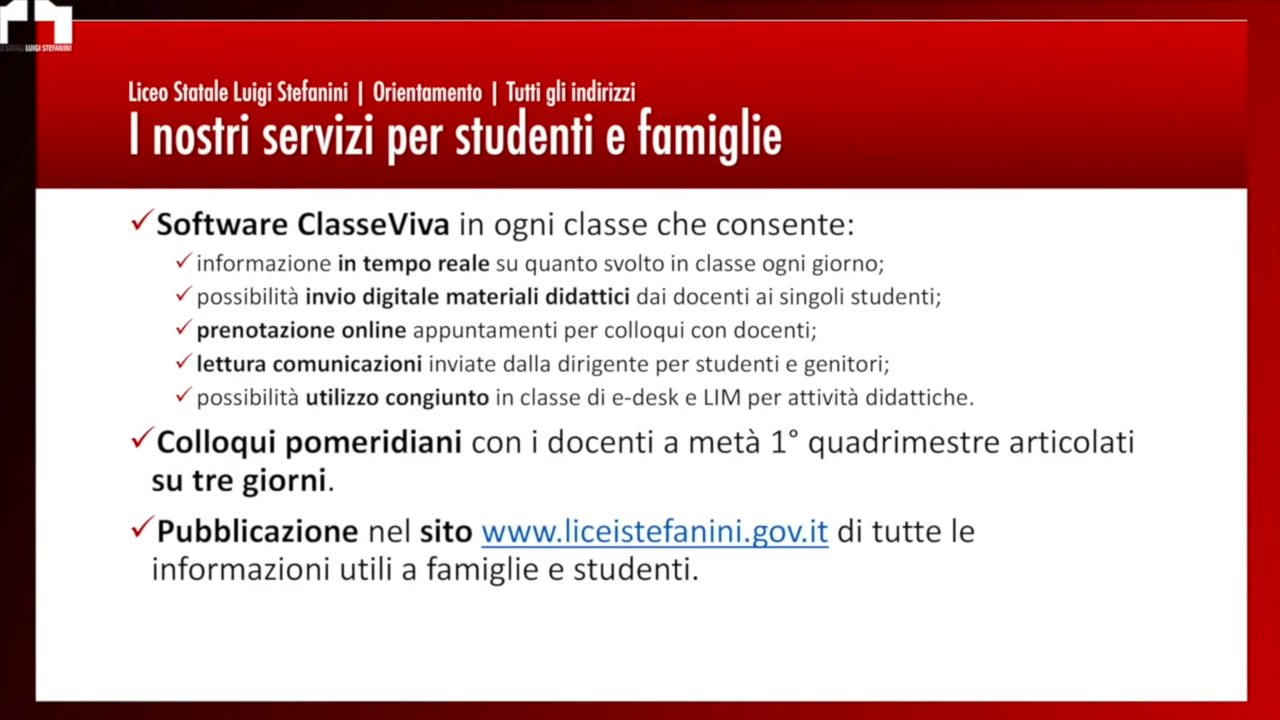 LUIGI STEFANINI
Liceo Statale Luigi Stefanini | Orientamento | Tutti gli indirizzi
I nostri servizi per studenti e famiglie
Software ClasseViva in ogni classe che consente:
informazione in tempo reale su quanto svolto in classe ogni giorno;
possibilità invio digitale materiali didattici dai docenti ai singoli studenti;
prenotazione online appuntamenti per colloqui con docenti;
lettura comunicazioni inviate dalla dirigente per studenti e genitori;
possibilità utilizzo congiunto in classe di e-desk e LIM per attività didattiche.
Colloqui pomeridiani con i docenti a metà 1° quadrimestre articolati
su tre giorni.
Pubblicazione nel sito www.liceistefanini.gov.it di tutte le
informazioni utili a famiglie e studenti.